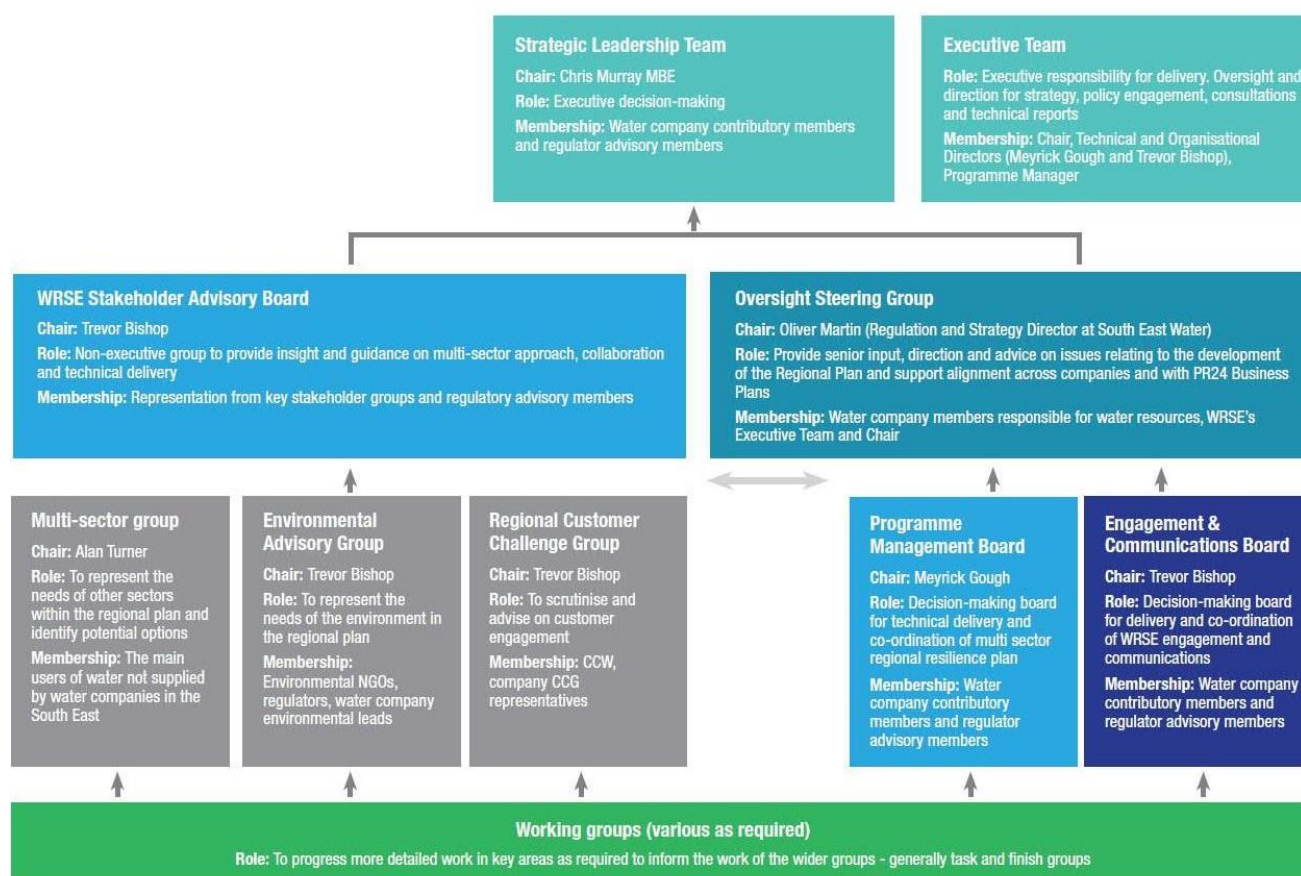 Strategic Leadership Team
Chair: Chris Murray MBE
Role: Executive decision-making
Membership: Water company contributory members
and regulator advisory members
Executive Team
Role: Executive responsibility for delivery. Oversight and
direction for strategy, policy engagement, consultations
and technical reports
Membership: Chair, Technical and Organisational
Directors (Meyrick Gough and Trevor Bishop),
Programme Manager
WRSE Stakeholder Advisory Board
Chair: Trevor Bishop
Role: Non-executive group to provide insight and guidance on multi-sector approach, collaboration
and technical delivery
Membership: Representation from key stakeholder groups and regulatory advisory members
Oversight Steering Group
Chair: Oliver Martin (Regulation and Strategy Director at South East Water)
Role: Provide senior input, direction and advice on issues relating to the development
of the Regional Plan and support alignment across companies and with PR24 Business
Plans
Membership: Water company members responsible for water resources, WRSE's
Executive Team and Chair
Multi-sector group
Chair: Alan Turner
Role: To represent the
needs of other sectors
within the regional plan and
identify potential options
Membership: The main
users of water not supplied
by water companies in the
South East
Environmental
Advisory Group
Chair: Trevor Bishop
Role: To represent the
needs of the environment in
the regional plan
Membership:
Environmental NGOs,
regulators, water company
environmental leads
Regional Customer
Challenge Group
Chair: Trevor Bishop
Role: To scrutinise and
advise on customer
engagement
Membership: CCW,
company CCG
representatives
Programme
Management Board
Chair: Meyrick Gough
Role: Decision-making board
for technical delivery and
co-ordination of multi sector
regional resilience plan
Membership: Water
company contributory
members and regulator
advisory members
Engagement &
Communications Board
Chair: Trevor Bishop
Role: Decision-making board
for delivery and co-ordination
of WRSE engagement and
communications
Membership: Water company
contributory members and
regulator advisory members
Working groups (various as required)
Role: To progress more detailed work in key areas as required to inform the work of the wider groups - generally task and finish groups